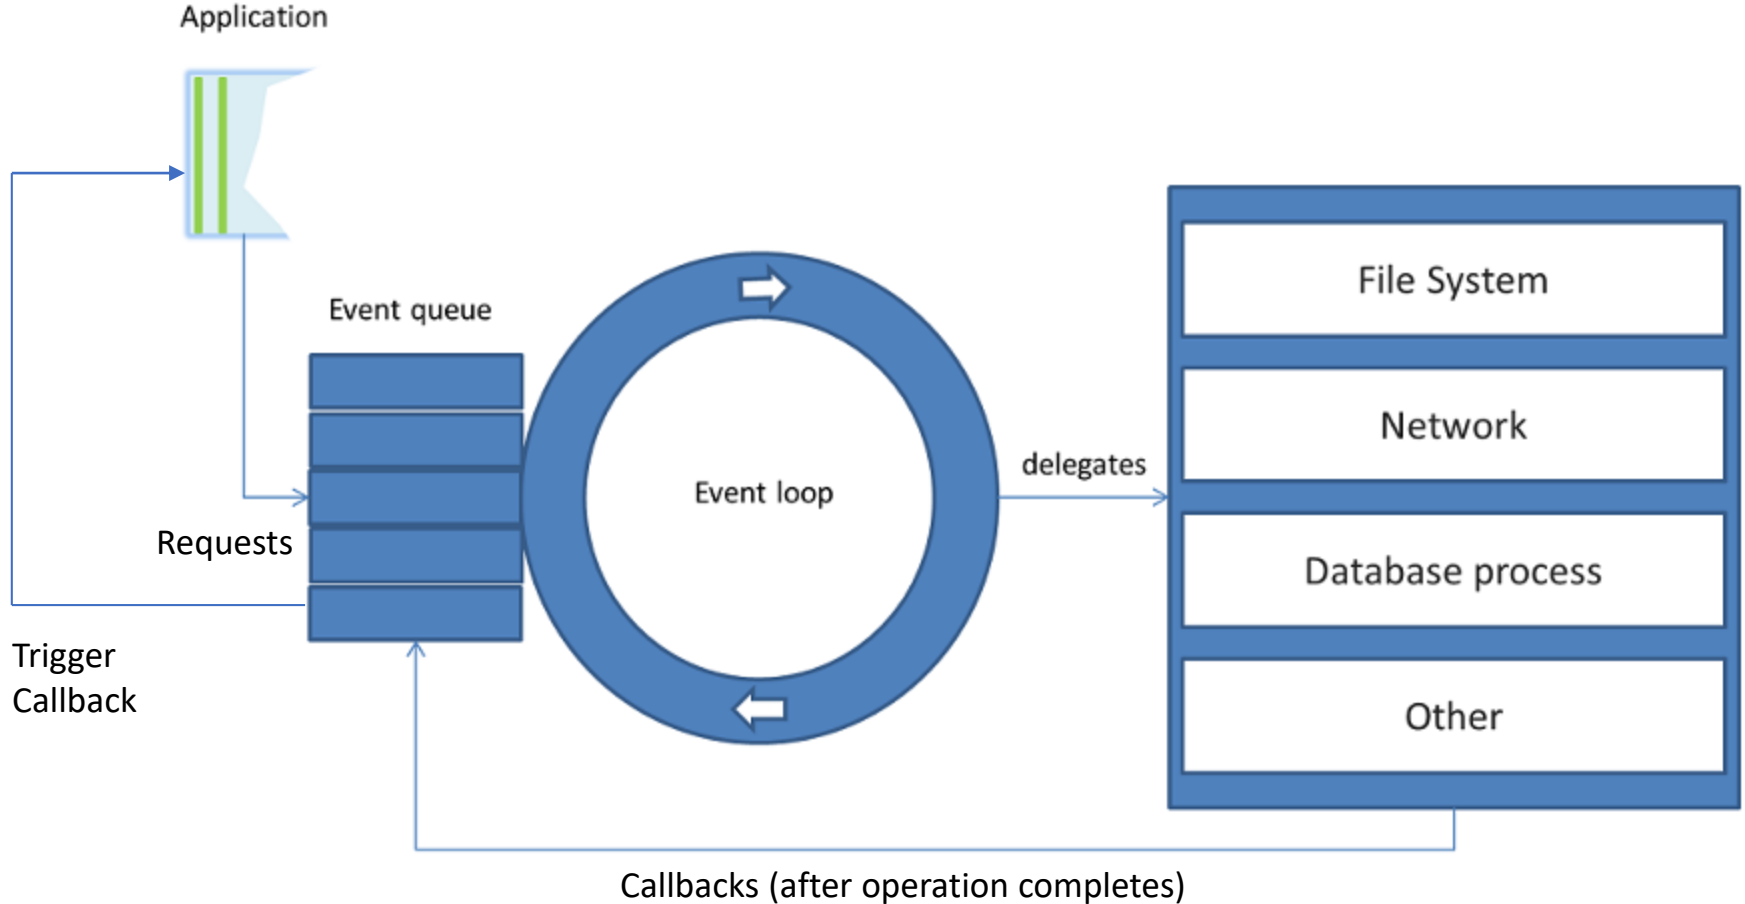 Application
Event queue
Event loop
delegates
File System
Network
Database process
Other
Requests
Trigger
Callback
Callbacks (after operation completes)